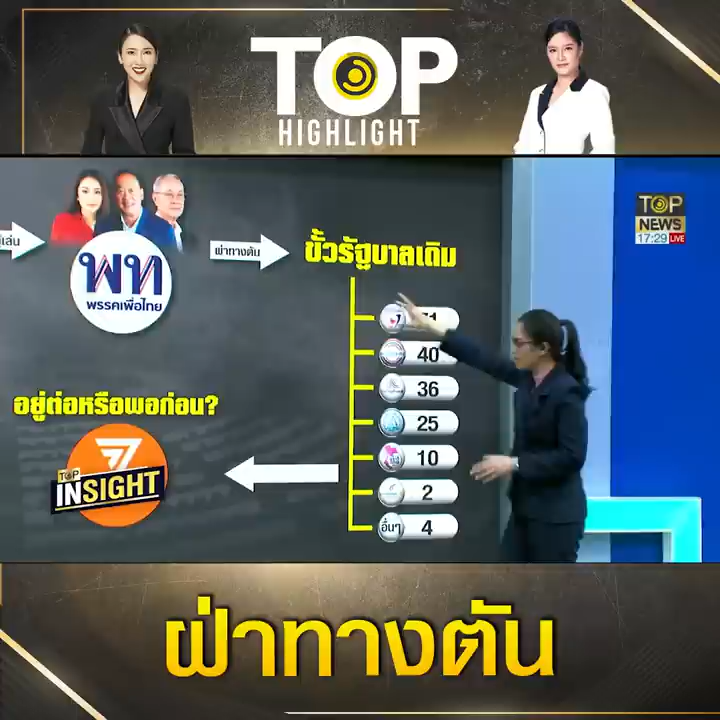 TOP
HIGHLIGHT
TOP
NEWS
17:29 LIVE
พท
พรรคเพื่อไทย
ฝ่าทางตัน
ขั้วรัฐบาลเดิม
40
36
25
10
2
อื่นๆ 4
อยู่ต่อหรือพอก่อน?
TOP
INSIGHT
ฝ่าทางตัน